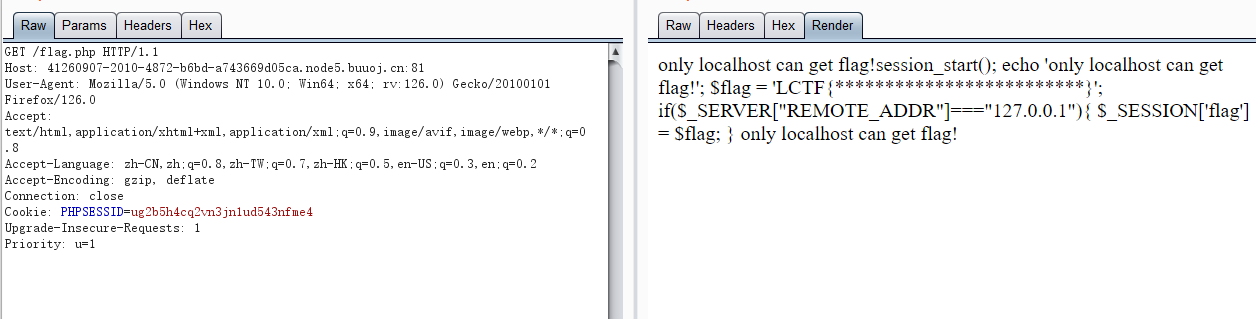 Raw Params Headers Hex
GET /flag.php HTTP/1.1
Host: 41260907-2010-4872-b6bd-a743669d05ca.node5.buuoj.cn:81
User-Agent: Mozilla/5.0 (Windows NT 10.0; Win64; x64; rv:126.0) Gecko/20100101
Firefox/126.0
Accept:
text/html,application/xhtml+xml,application/xml;q=0.9,image/avif,image/webp,*/*;q=0
.8
Accept-Language: zh-CN,zh;q=0.8,zh-TW;q=0.7,zh-HK;q=0.5,en-US;q=0.3,en;q=0.2
Accept-Encoding: gzip, deflate
Connection: close
Cookie: PHPSESSID=ug2b5h4cq2vn3jn1ud543nfme4
Upgrade-Insecure-Requests: 1
Priority: u=1
Raw Headers Hex Render
only localhost can get flag!session_start(); echo 'only localhost can get
flag!'; $flag = 'LCTF{*************************}';
if($_SERVER["REMOTE_ADDR"]==="127.0.0.1"){ $_SESSION['flag']
= $flag; } only localhost can get flag!